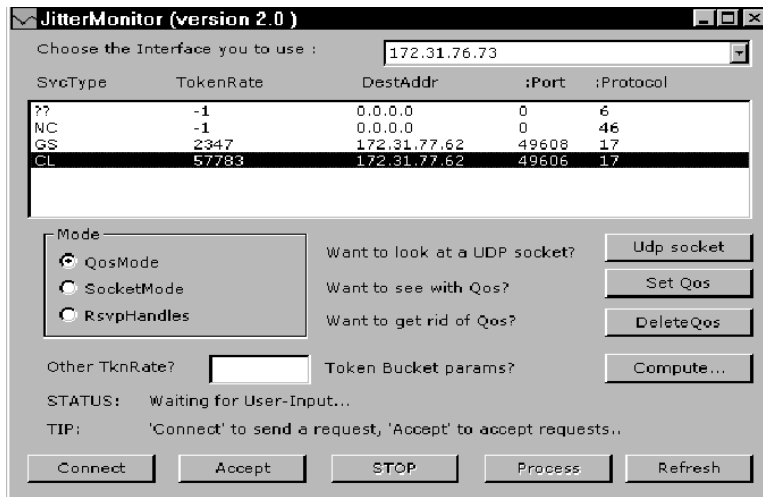 JitterMonitor (version 2.0 )
Choose the Interface you to use : 172.31.76.73
SvcType TokenRate DestAddr :Port :Protocol
?? -1 0.0.0.0 0 6
NC -1 0.0.0.0 0 46
GS 2347 172.31.77.62 49608 17
CL 57783 172.31.77.62 49606 17
Mode
QosMode
SocketMode
RsvpHandles
Want to look at a UDP socket? Udp socket
Want to see with Qos? Set Qos
Want to get rid of Qos? DeleteQos
Other TknRate? Token Bucket params? Compute...
STATUS: Waiting for User-Input...
TIP: 'Connect' to send a request, 'Accept' to accept requests..
Connect Accept STOP Process Refresh